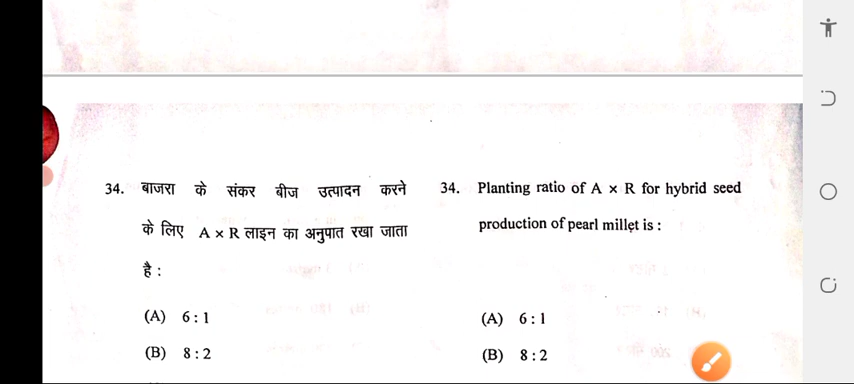 34. बाजरा के संकर बीज उत्पादन करने
के लिए A × R लाइन का अनुपात रखा जाता
है :
(A) 6 : 1
(B) 8 : 2
34. Planting ratio of A × R for hybrid seed
production of pearl millet is :
(A) 6 : 1
(B) 8 : 2